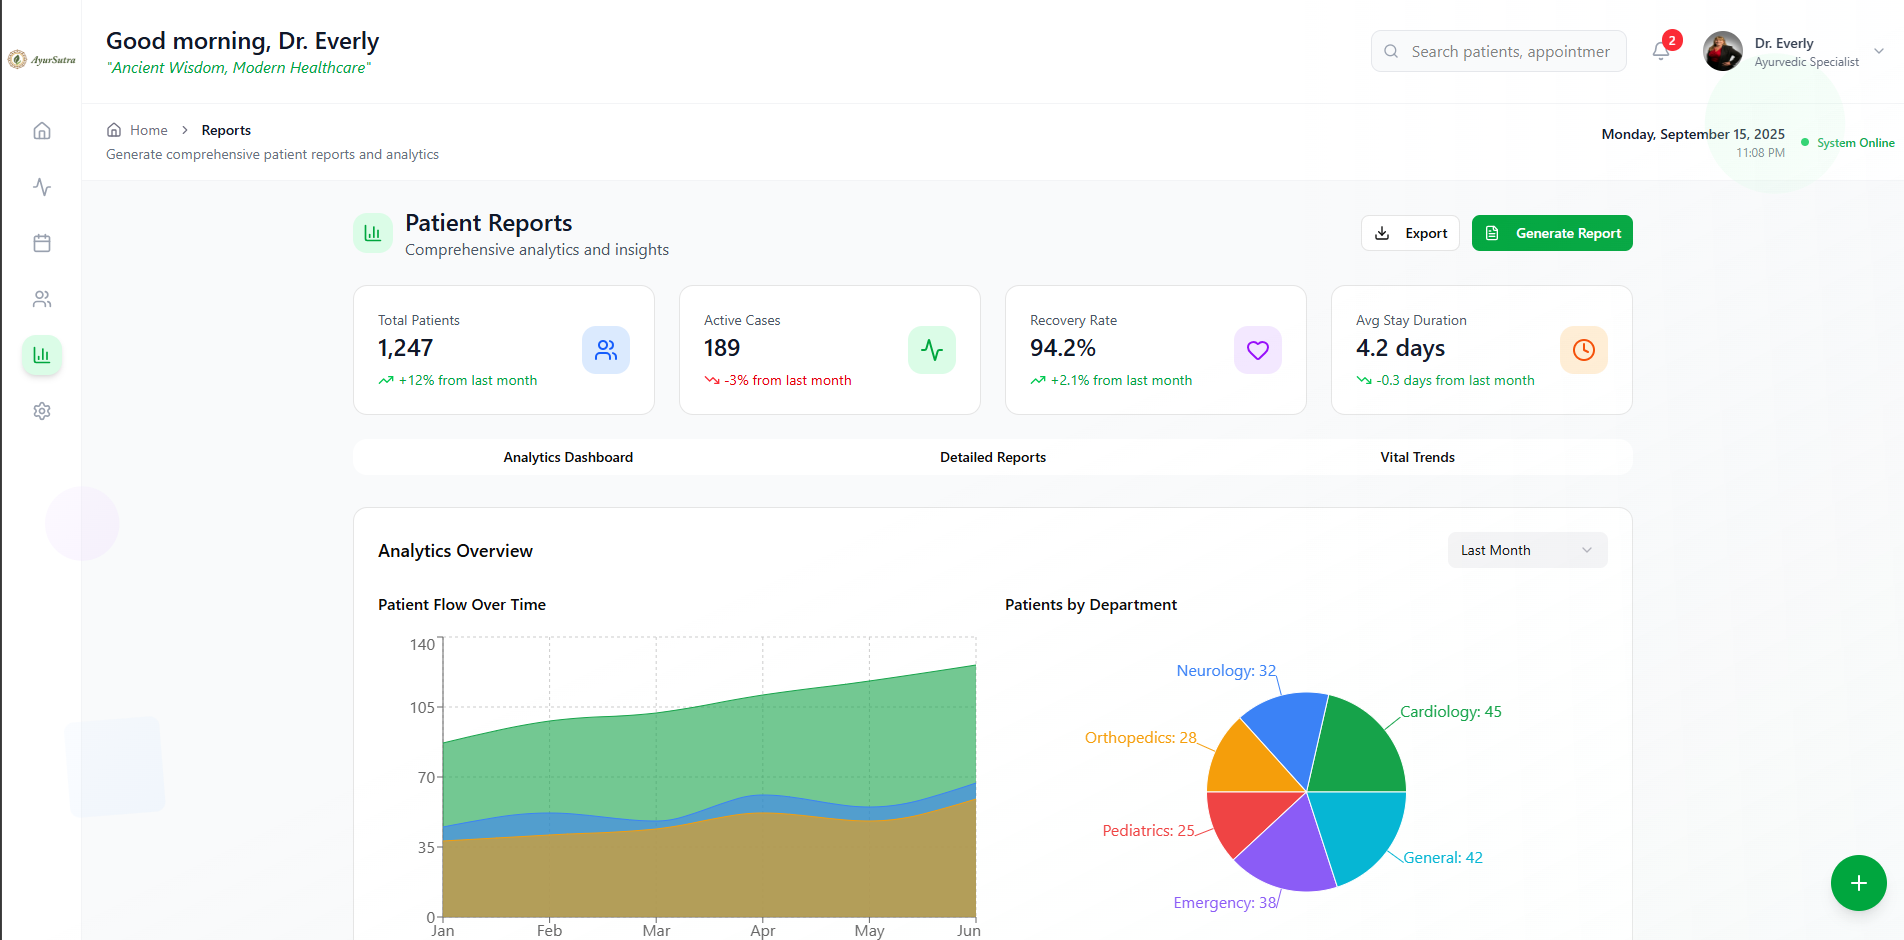 AyurSutra
Good morning, Dr. Everly
"Ancient Wisdom, Modern Healthcare"
Search patients, appointmer
2
Dr. Everly
Ayurvedic Specialist
Home
Reports
Generate comprehensive patient reports and analytics
Monday, September 15, 2025
11:08 PM
System Online
Patient Reports
Comprehensive analytics and insights
Export
Generate Report
Total Patients
1,247
+12% from last month
Active Cases
189
-3% from last month
Recovery Rate
94.2%
+2.1% from last month
Avg Stay Duration
4.2 days
-0.3 days from last month
Analytics Dashboard
Detailed Reports
Vital Trends
Analytics Overview
Last Month
Patient Flow Over Time
140
105
70
35
0
Jan
Feb
Mar
Apr
May
Jun
Patients by Department
Neurology: 32
Cardiology: 45
Orthopedics: 28
Pediatrics: 25
General: 42
Emergency: 38